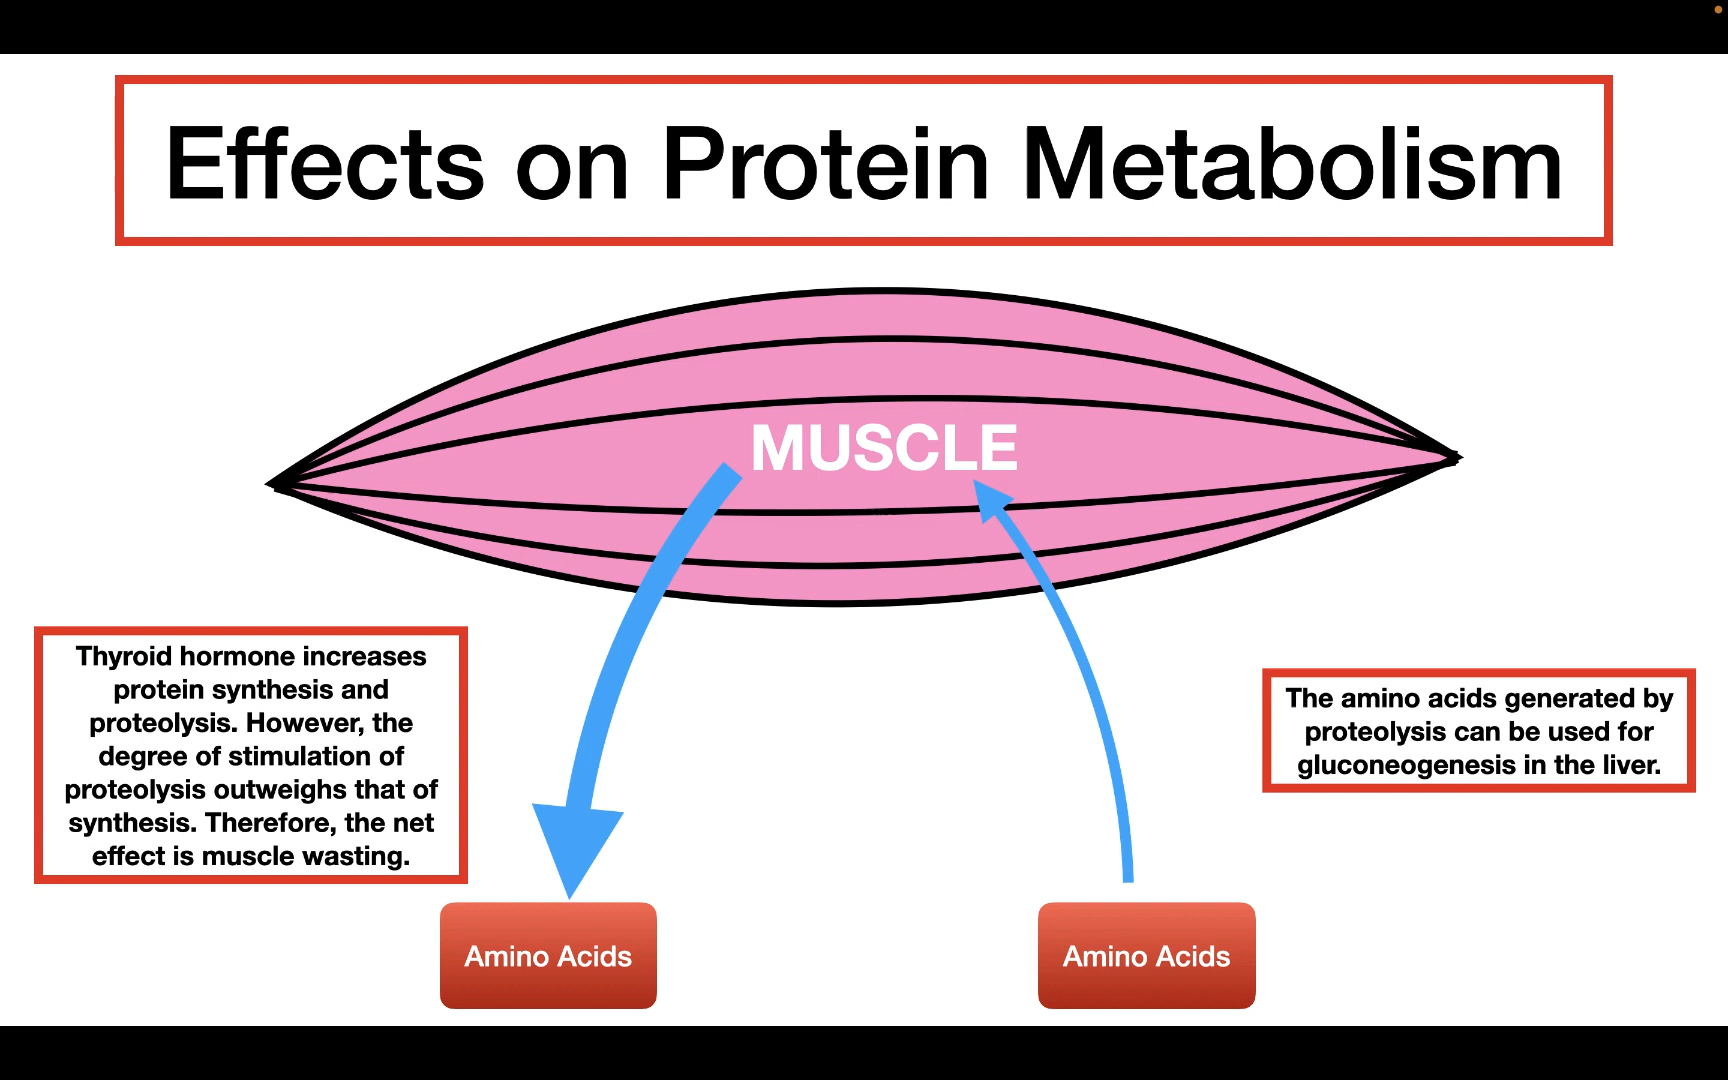 Effects on Protein Metabolism
MUSCLE
Thyroid hormone increases
protein synthesis and
proteolysis. However, the
degree of stimulation of
proteolysis outweighs that of
synthesis. Therefore, the net
effect is muscle wasting.
The amino acids generated by
proteolysis can be used for
gluconeogenesis in the liver.
Amino Acids
Amino Acids